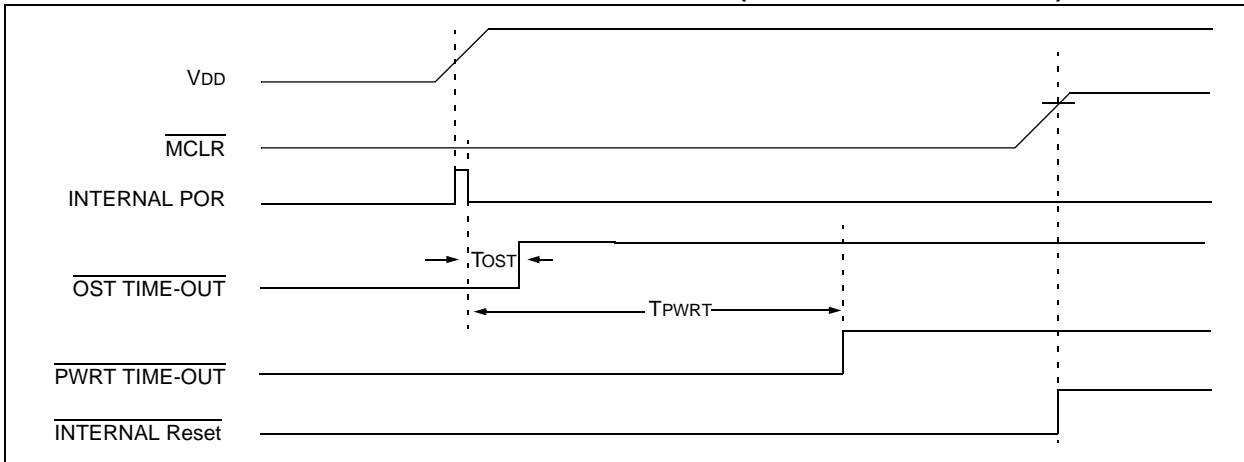 VDD
MCLR
INTERNAL POR
TOST
OST TIME-OUT
TPWRT
PWRT TIME-OUT
INTERNAL Reset